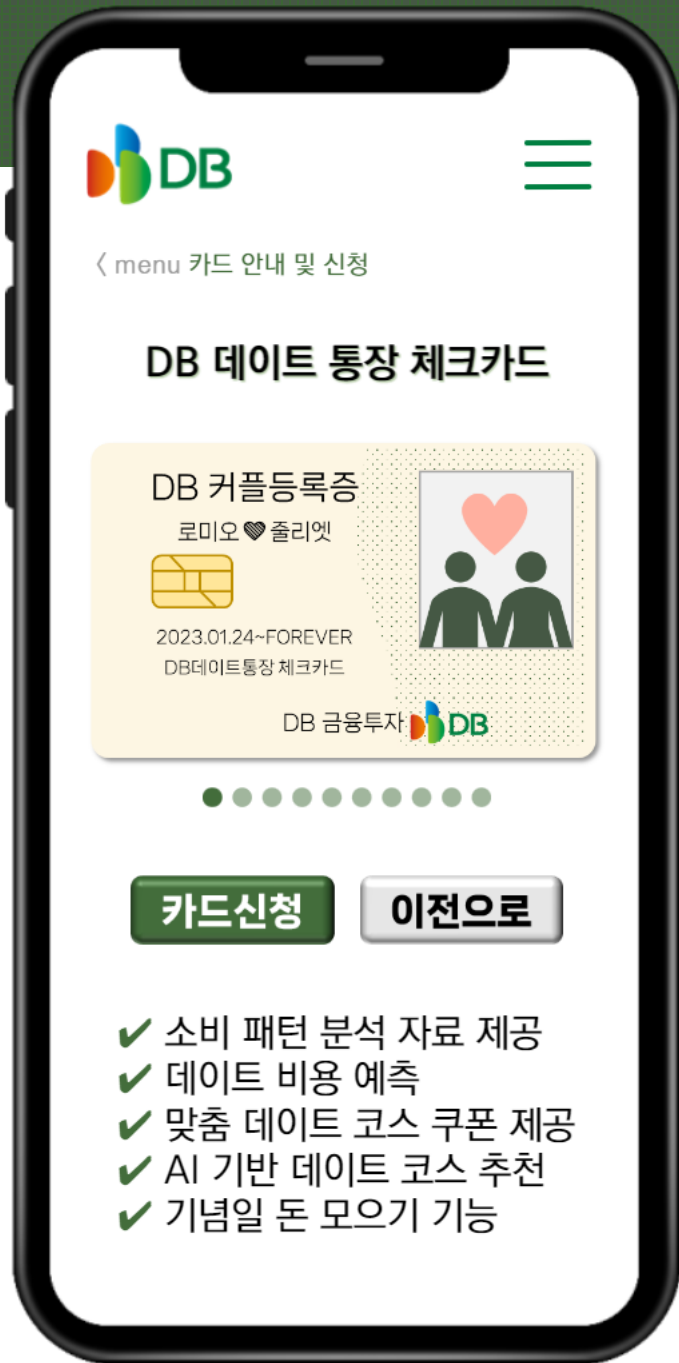 DB
〈 menu 카드 안내 및 신청
DB 데이트 통장 체크카드
DB 커플등록증
로미오 줄리엣
2023.01.24~FOREVER
DB데이트통장 체크카드
DB 금융투자 DB
카드신청 이전으로
✔ 소비 패턴 분석 자료 제공
✔ 데이트 비용 예측
✔ 맞춤 데이트 코스 쿠폰 제공
✔ AI 기반 데이트 코스 추천
✔ 기념일 돈 모으기 기능